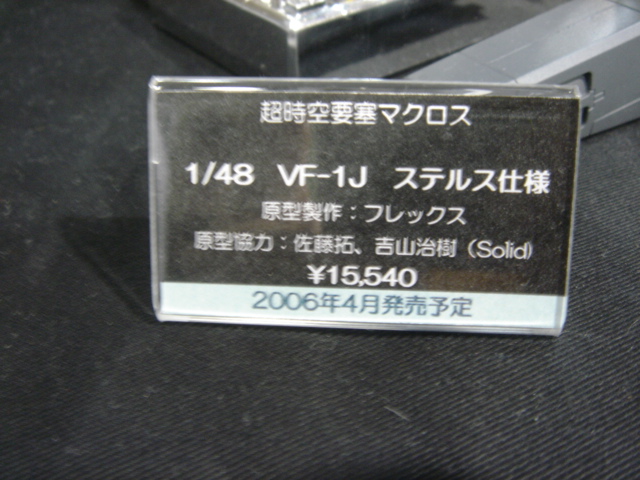 超時空要塞マクロス
1/48 VF-1J ステルス仕様
原型製作：フレックス
原型協力：佐藤拓、吉山治樹（Solid）
¥15,540
2006年4月発売予定